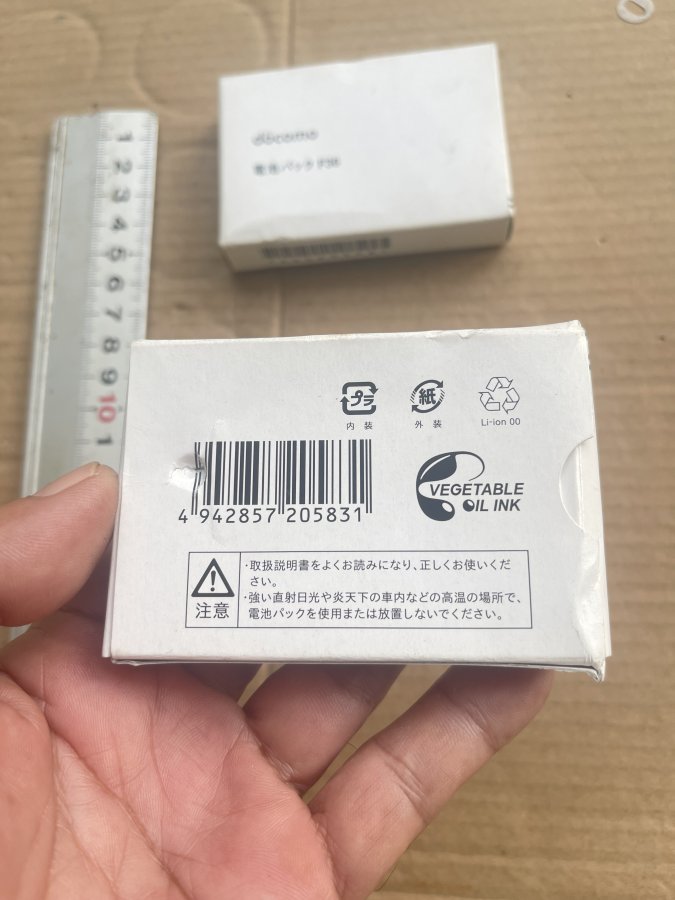 1
2
3
4
5
6
7
8
9
10
1
döcomo
電池パック F30
プラ
内 装
紙
外 装
Li-ion 00
4 942857 205831
VEGETABLE
OIL INK
注意
・取扱説明書をよくお読みになり、正しくお使いくだ
さい。
・強い直射日光や炎天下の車内などの高温の場所で、
電池パックを使用または放置しないでください。